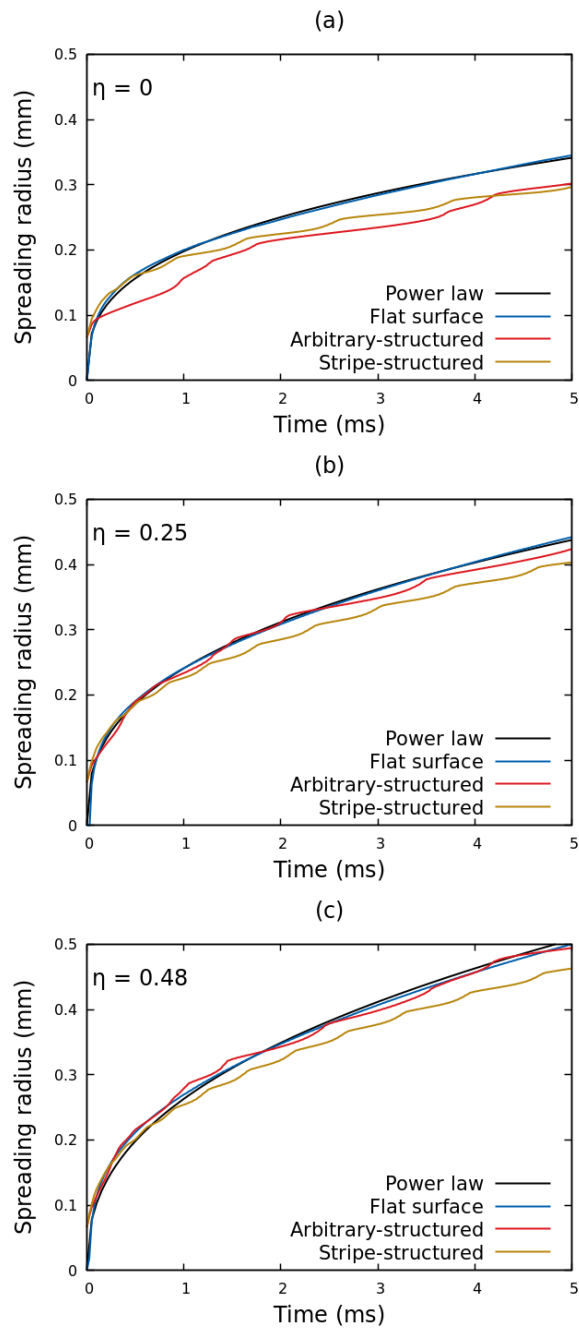 (a)
η = 0
Spreading radius (mm)
0.5
0.4
0.3
0.2
0.1
0
Power law
Flat surface
Arbitrary-structured
Stripe-structured
0 1 2 3 4 5
Time (ms)
(b)
η = 0.25
Spreading radius (mm)
0.5
0.4
0.3
0.2
0.1
0
Power law
Flat surface
Arbitrary-structured
Stripe-structured
0 1 2 3 4 5
Time (ms)
(c)
η = 0.48
Spreading radius (mm)
0.5
0.4
0.3
0.2
0.1
0
Power law
Flat surface
Arbitrary-structured
Stripe-structured
0 1 2 3 4 5
Time (ms)